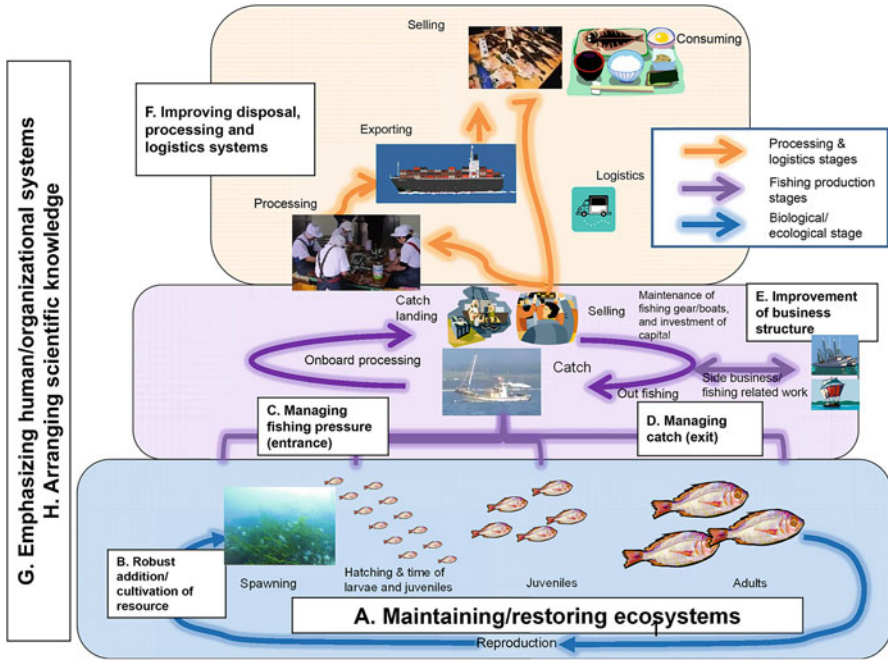 G. Emphasizing human/organizational systems
H. Arranging scientific knowledge
Selling
Consuming
F. Improving disposal,
processing and
logistics systems
Exporting
Processing
Logistics
Processing &
logistics stages
Fishing production
stages
Biological/
ecological stage
Catch
landing
Selling
Maintenance of
fishing gear/boats,
and investment of
capital
E. Improvement
of business
structure
Onboard processing
Catch
Out fishing
Side business/
fishing related work
C. Managing
fishing pressure
(entrance)
D. Managing
catch (exit)
B. Robust
addition/
cultivation of
resource
Spawning
Hatching & time of
larvae and juveniles
Juveniles
Adults
A. Maintaining/restoring ecosystems
Reproduction